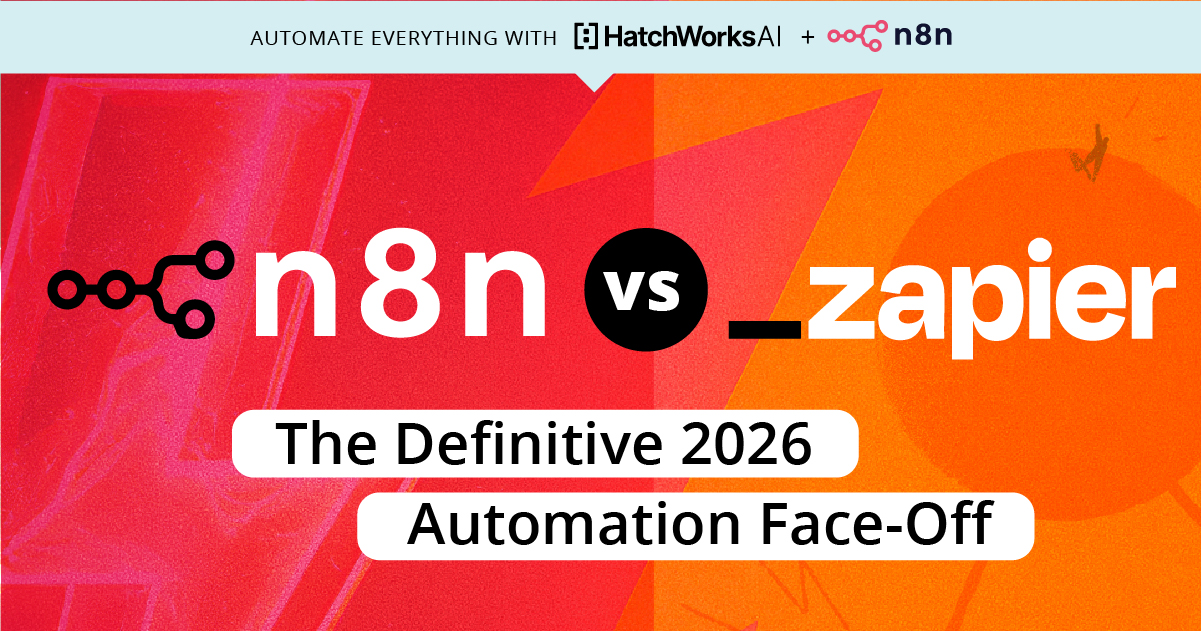 AUTOMATE EVERYTHING WITH HatchWorksAI + n8n
n8n vs _zapier
The Definitive 2026
Automation Face-Off